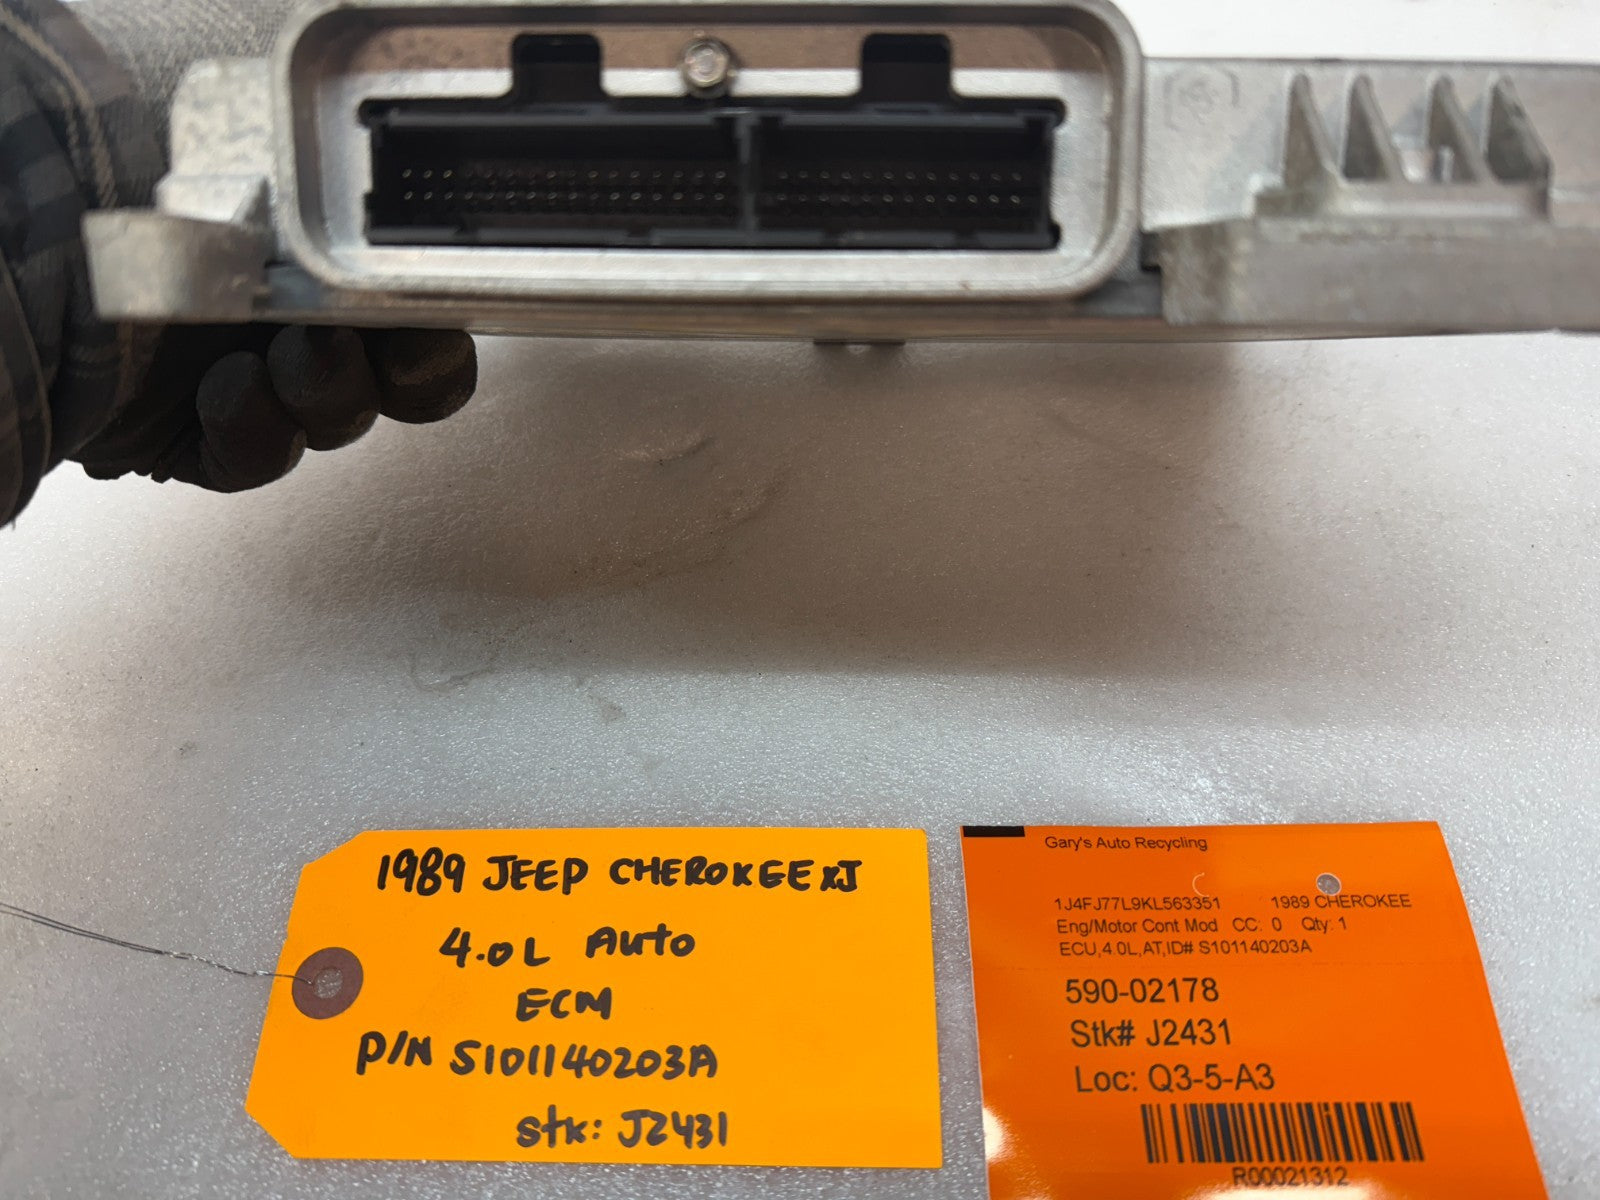 1989 JEEP CHEROKEE XJ
4.0L Auto
ECM
P/N S101140203A
stk: J2431
Gary's Auto Recycling
1J4FJ77L9KL563351 1989 CHEROKEE
Eng/Motor Cont Mod CC: 0 Qty: 1
ECU,4.0L,AT,ID# S101140203A
590-02178
Stk# J2431
Loc: Q3-5-A3
R00021312